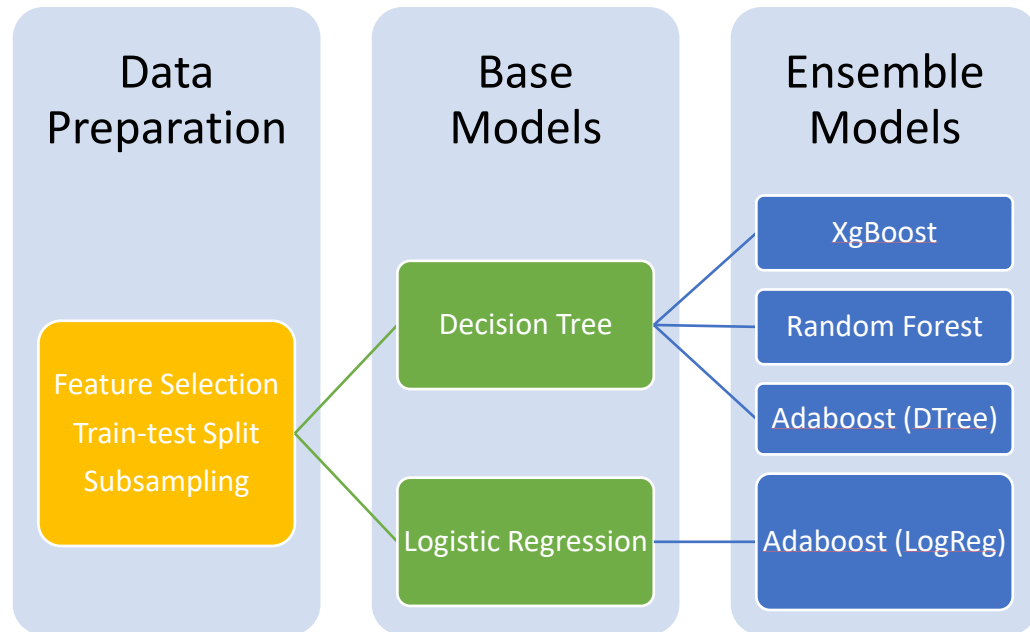 Data
Preparation
Base
Models
Ensemble
Models
Feature Selection
Train-test Split
Subsampling
Decision Tree
Logistic Regression
XgBoost
Random Forest
Adaboost (DTree)
Adaboost (LogReg)